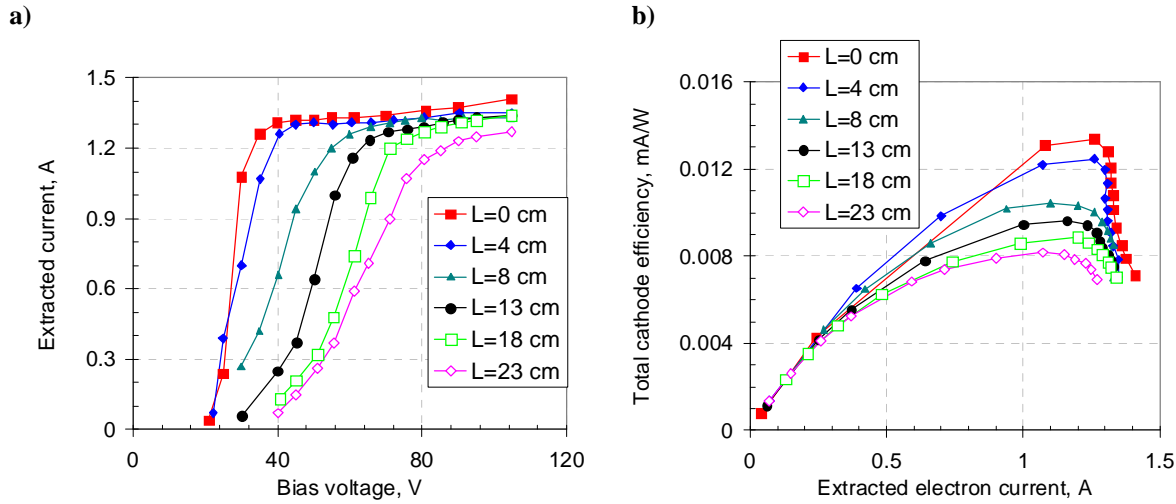 a)
1.5
1.2
0.9
0.6
0.3
0
0
40
80
120
Extracted current, A
Bias voltage, V
L=0 cm
L=4 cm
L=8 cm
L=13 cm
L=18 cm
L=23 cm
b)
L=0 cm
L=4 cm
L=8 cm
L=13 cm
L=18 cm
L=23 cm
0.016
0.012
0.008
0.004
0.000
0
0.5
1
1.5
Total cathode efficiency, mA/W
Extracted electron current, A